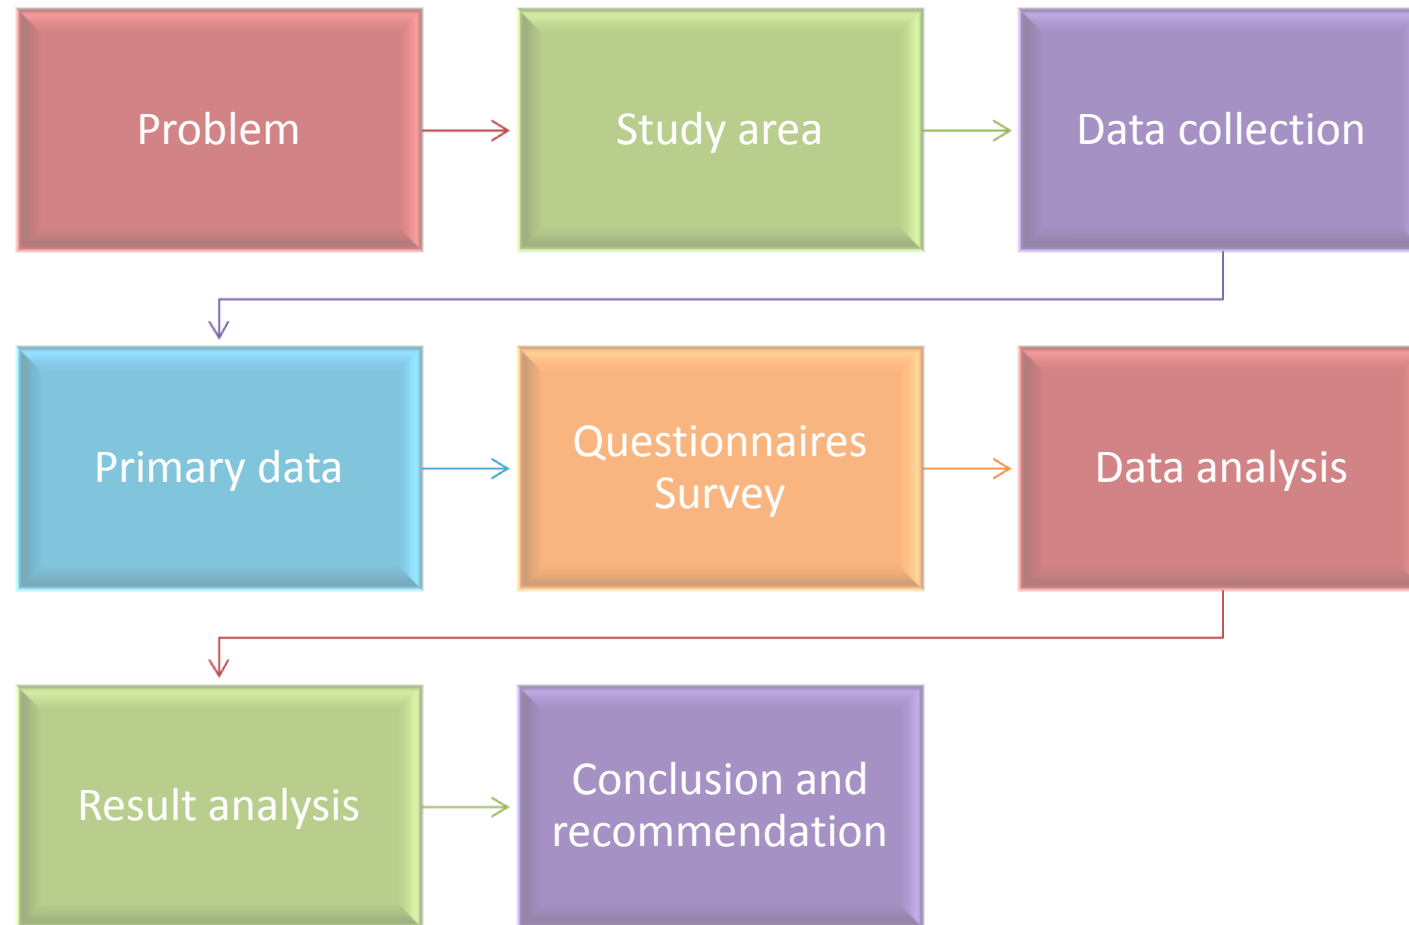 Problem
Study area
Data collection
Primary data
Questionnaires
Survey
Data analysis
Result analysis
Conclusion and
recommendation